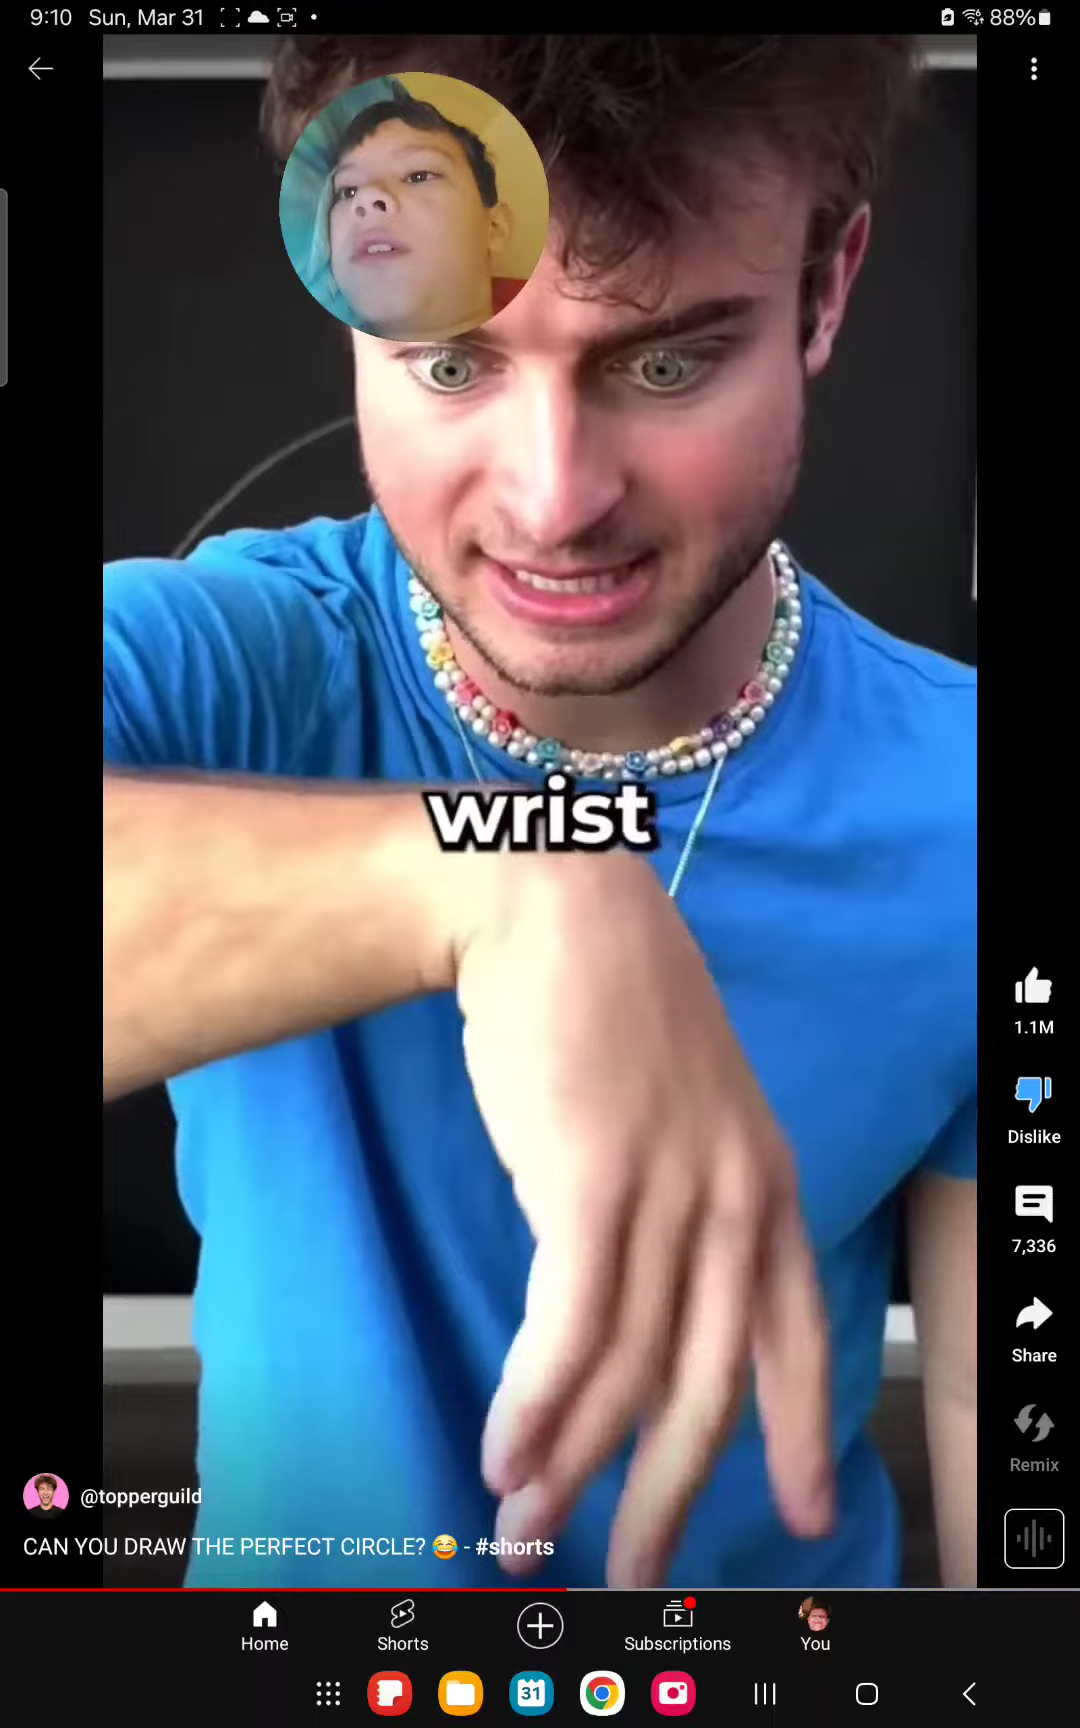 9:10 Sun, Mar 31
88%
wrist
1.1M
Dislike
7,336
Share
Remix
@topperguild
CAN YOU DRAW THE PERFECT CIRCLE? 😂 - #shorts
Home
Shorts
Subscriptions
You
31